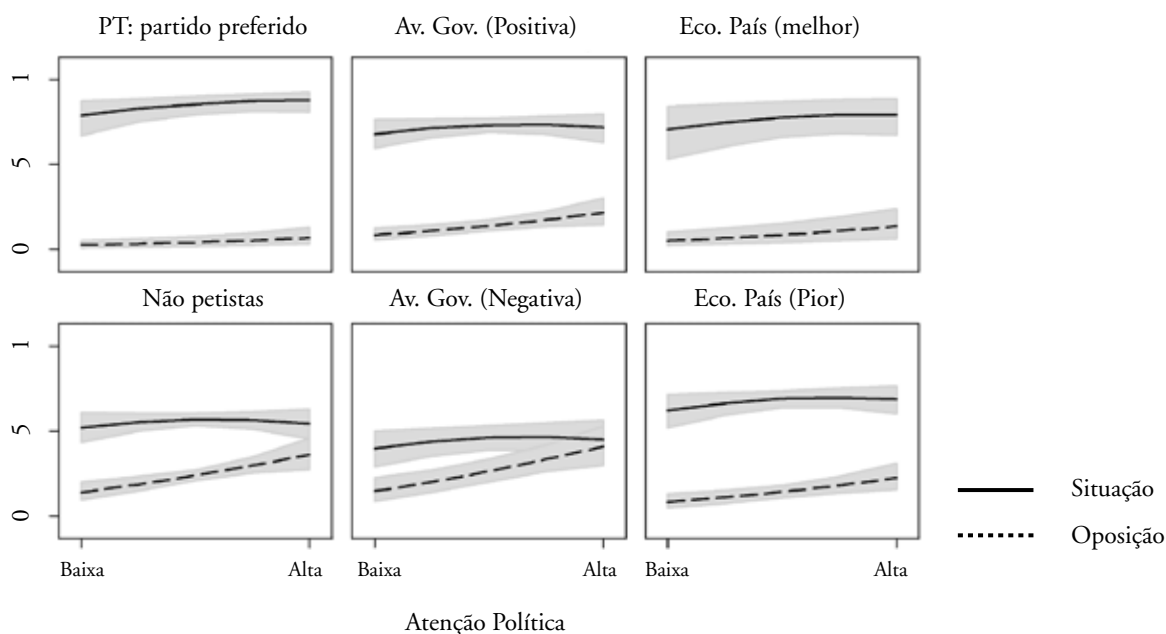 PT: partido preferido Av. Gov. (Positiva) Eco. País (melhor)
1
5
0
Não petistas Av. Gov. (Negativa) Eco. País (Pior)
1
5
0
Situação
Oposição
Baixa Alta Baixa Alta Baixa Alta
Atenção Política